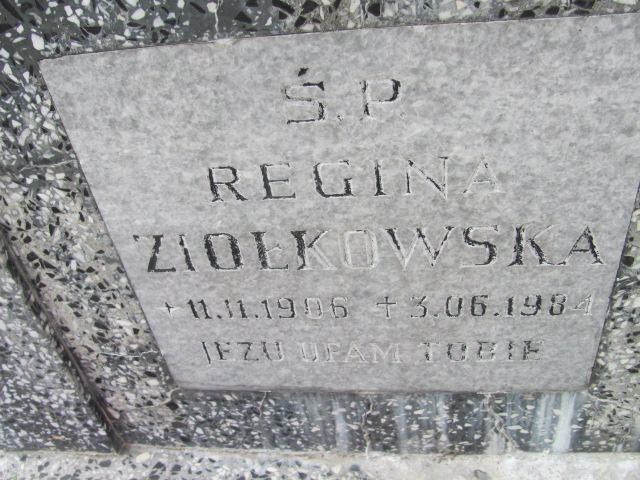 Ś.P.
REGINA
ZIOŁKOWSKA
+ 11.11.1906 + 3.06.1984
JEZU UFAM TOBIE